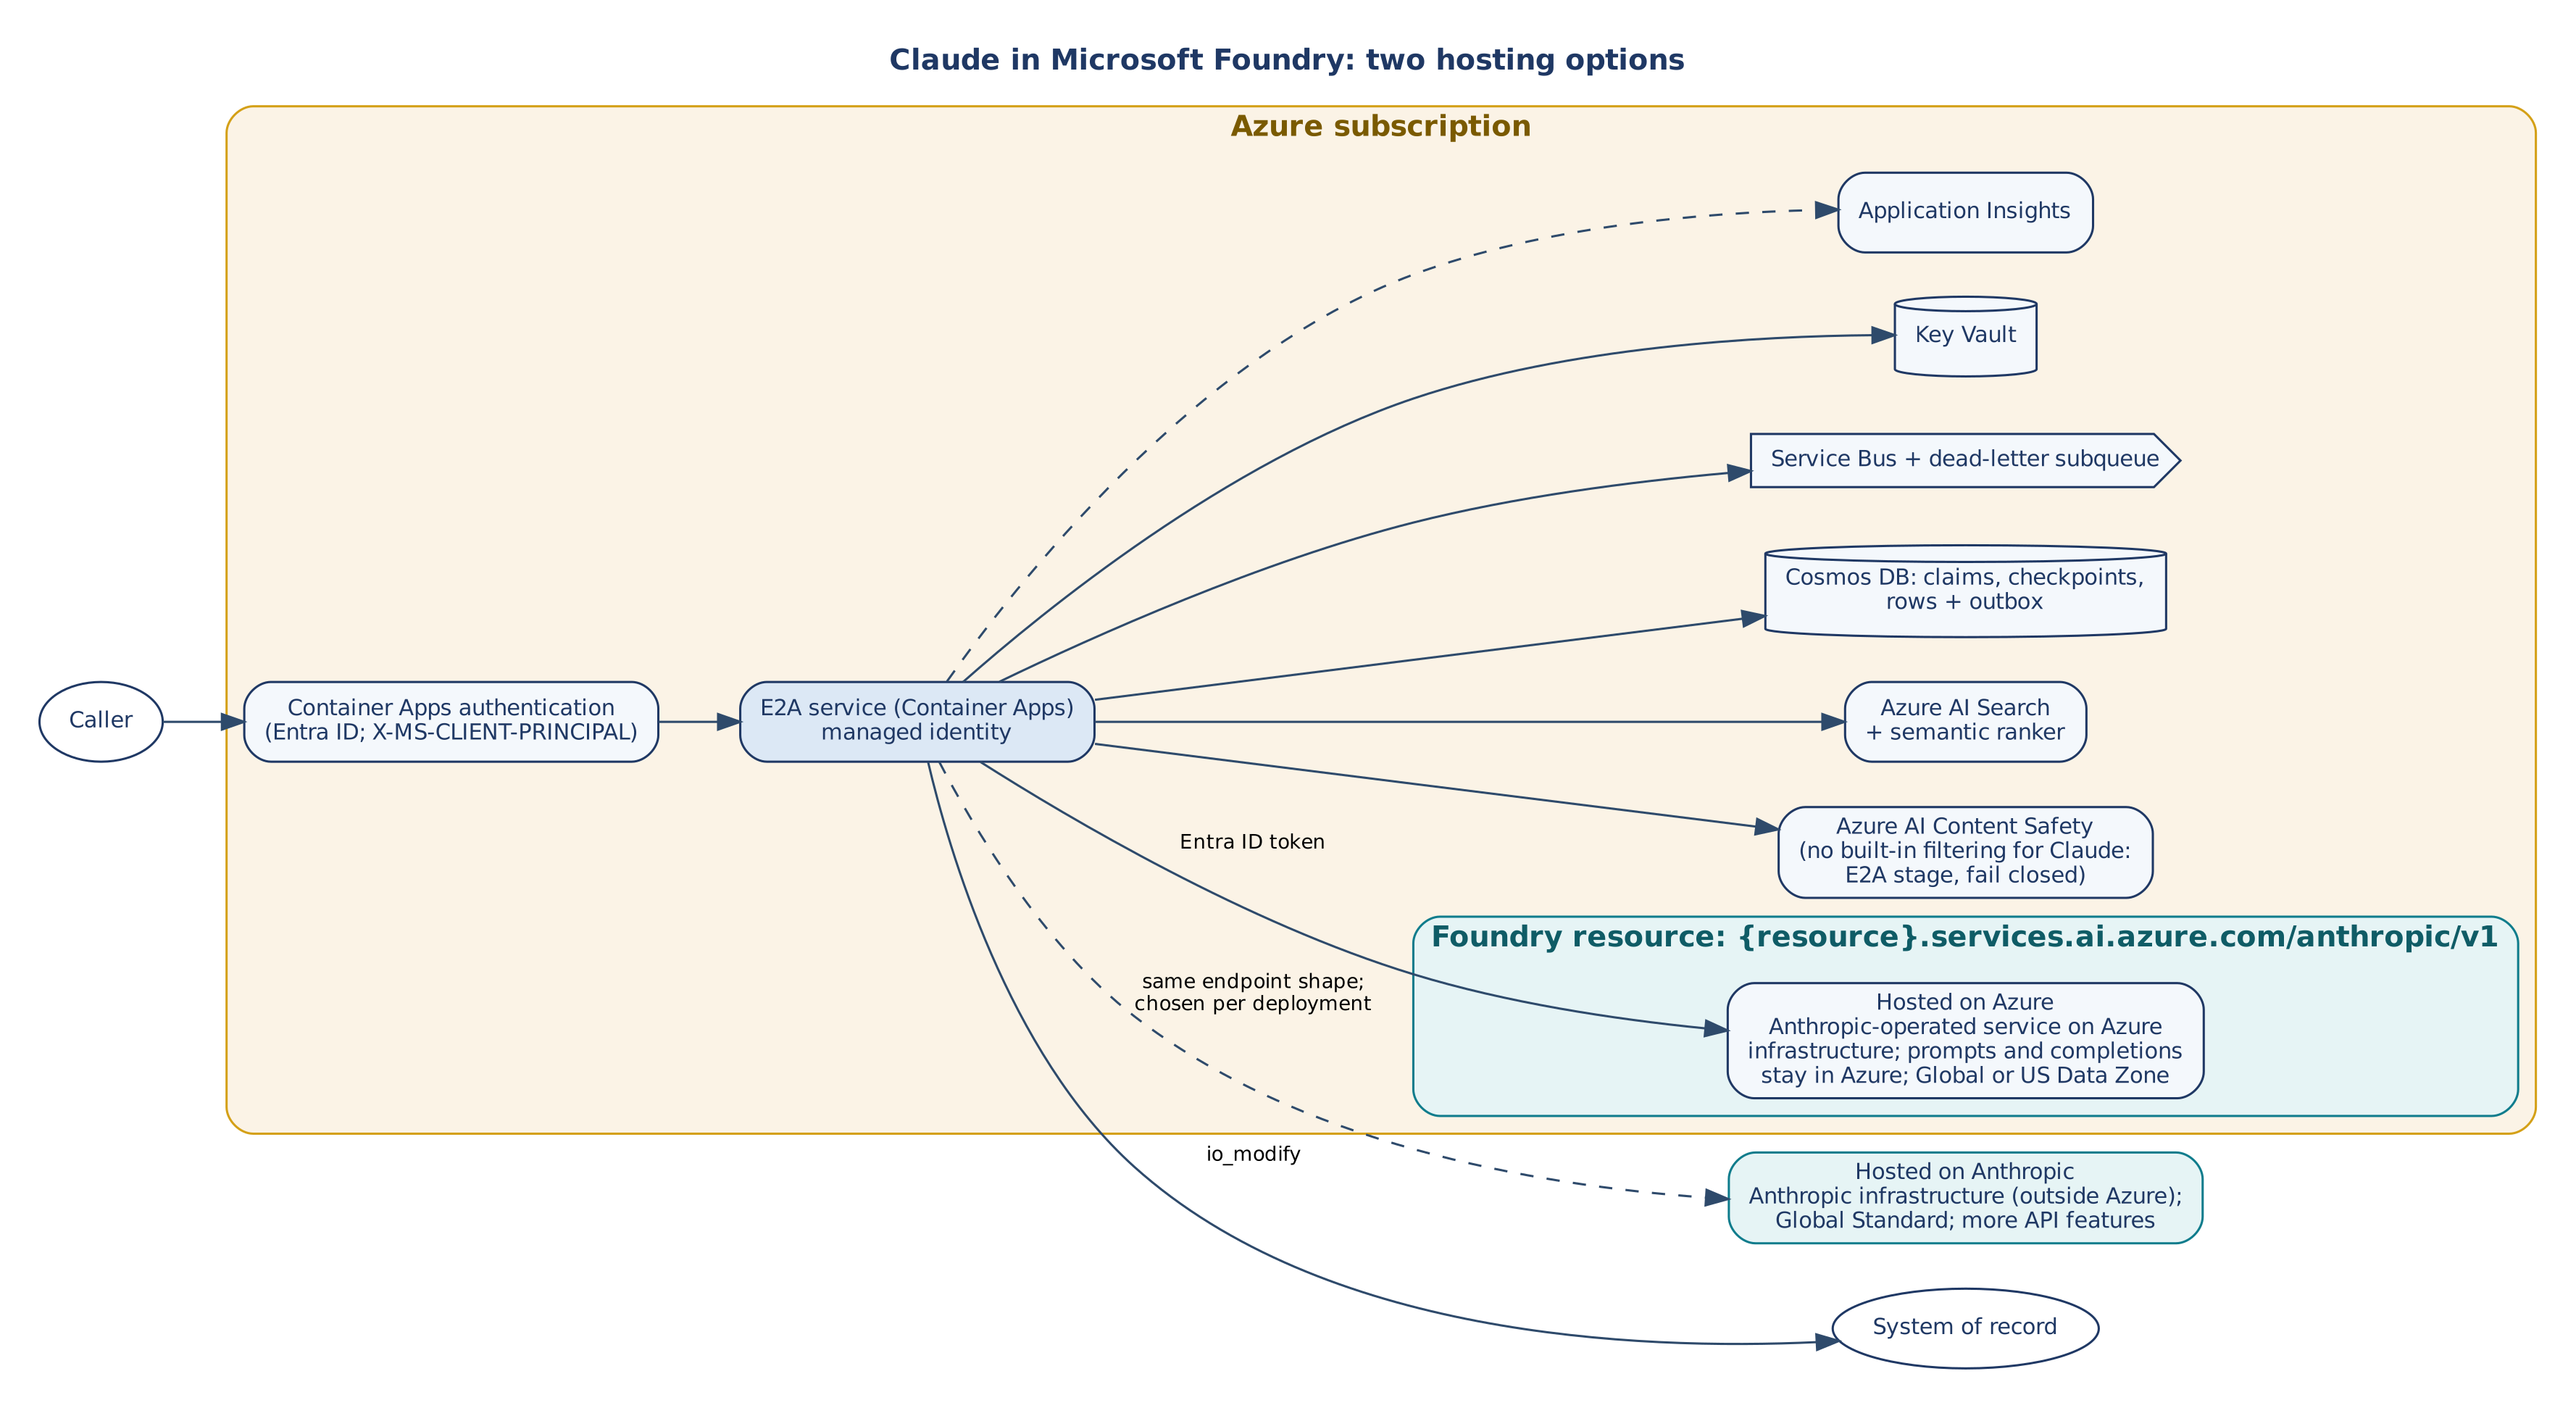 Claude in Microsoft Foundry: two hosting options
Azure subscription
Application Insights
Key Vault
Service Bus + dead-letter subqueue
Cosmos DB: claims, checkpoints,
rows + outbox
Caller
Container Apps authentication
(Entra ID; X-MS-CLIENT-PRINCIPAL)
E2A service (Container Apps)
managed identity
Azure AI Search
+ semantic ranker
Azure AI Content Safety
(no built-in filtering for Claude:
E2A stage, fail closed)
Entra ID token
Foundry resource: {resource}.services.ai.azure.com/anthropic/v1
same endpoint shape;
chosen per deployment
Hosted on Azure
Anthropic-operated service on Azure
infrastructure; prompts and completions
stay in Azure; Global or US Data Zone
io_modify
Hosted on Anthropic
Anthropic infrastructure (outside Azure);
Global Standard; more API features
System of record